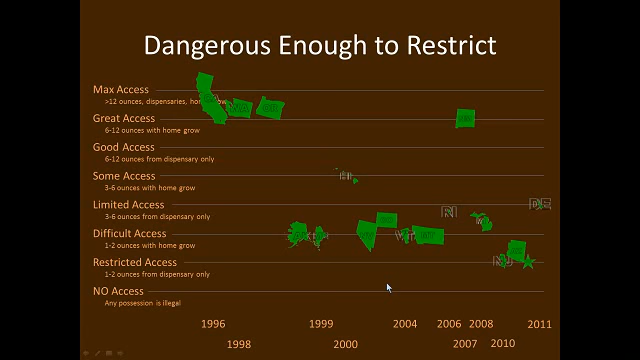 Dangerous Enough to Restrict
Max Access
>12 ounces, dispensaries,
Great Access
6-12 ounces with home grow
Good Access
6-12 ounces from dispensary only
Some Access
3-6 ounces with home grow
HI
Limited Access
3-6 ounces from dispensary only
RI
DE
Difficult Access
1-2 ounces with home grow
Restricted Access
1-2 ounces from dispensary only
NO Access
Any possession is illegal
1996 1999 2004 2006 2008 2011
1998 2000 2007 2010